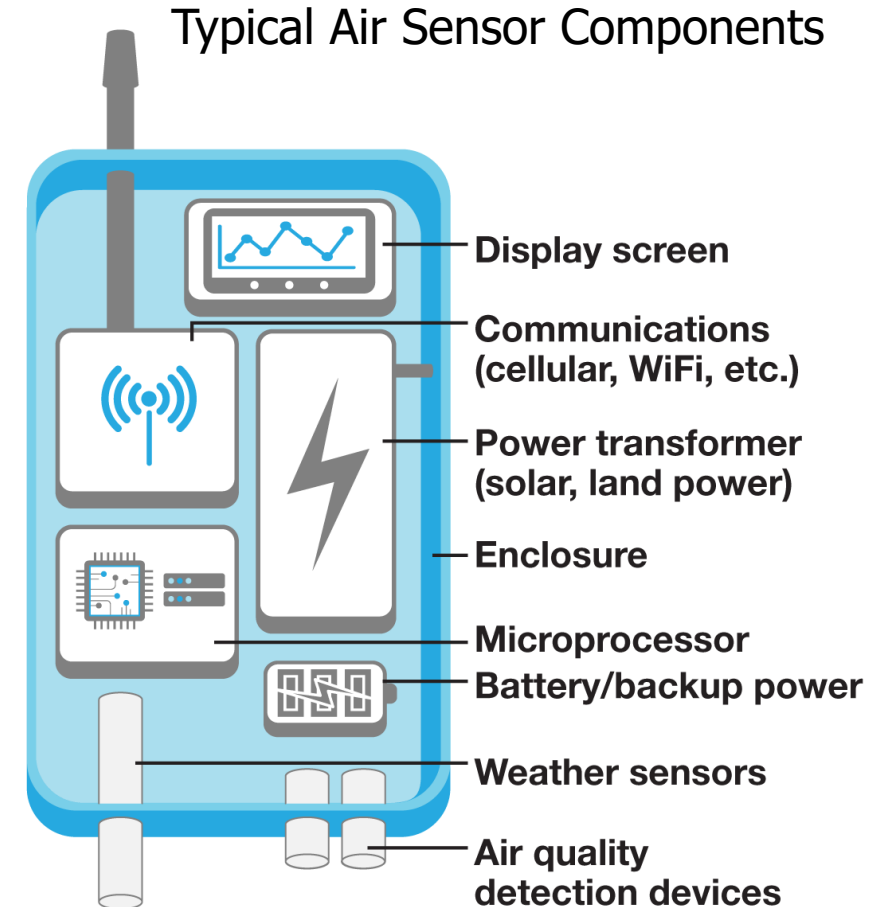 Typical Air Sensor Components
Display screen
Communications
(cellular, WiFi, etc.)
Power transformer
(solar, land power)
Enclosure
Microprocessor
Battery/backup power
Weather sensors
Air quality
detection devices